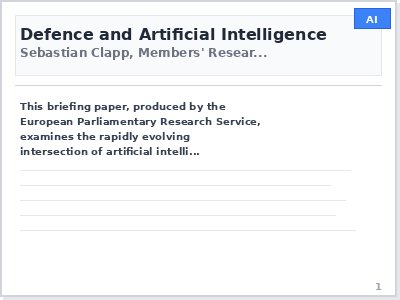 AI
Defence and Artificial Intelligence
Sebastian Clapp, Members' Resear...
This briefing paper, produced by the
European Parliamentary Research Service,
examines the rapidly evolving
intersection of artificial intelli...
1